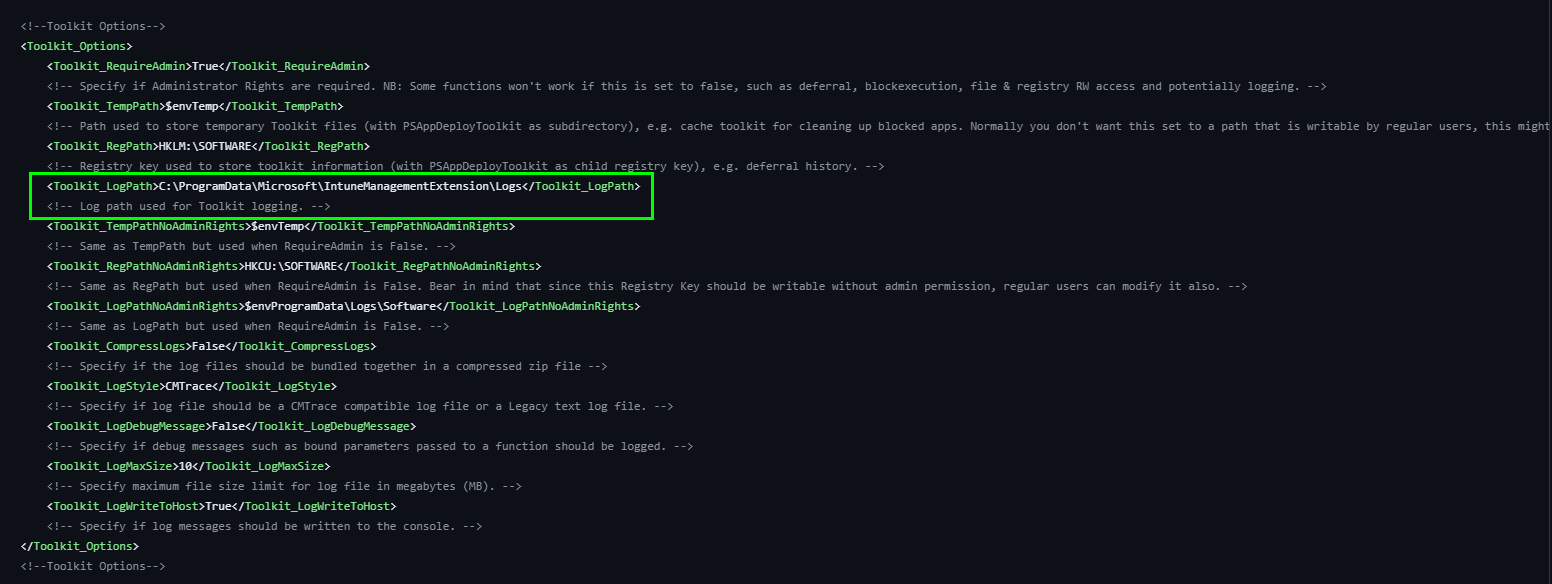 <!--Toolkit Options-->
<Toolkit_Options>
<Toolkit_RequireAdmin>True</Toolkit_RequireAdmin>
<!-- Specify if Administrator Rights are required. NB: Some functions won't work if this is set to false, such as deferral, blockexecution, file & registry RW access and potentially logging. -->
<Toolkit_TempPath>$envTemp</Toolkit_TempPath>
<!-- Path used to store temporary Toolkit files (with PSAppDeployToolkit as subdirectory), e.g. cache toolkit for cleaning up blocked apps. Normally you don't want this set to a path that is writable by regular users, this might
<Toolkit_RegPath>HKLM:\SOFTWARE</Toolkit_RegPath>
<!-- Registry key used to store toolkit information (with PSAppDeployToolkit as child registry key), e.g. deferral history. -->
<Toolkit_LogPath>C:\ProgramData\Microsoft\IntuneManagementExtension\Logs</Toolkit_LogPath>
<!-- Log path used for Toolkit logging. -->
<Toolkit_TempPathNoAdminRights>$envTemp</Toolkit_TempPathNoAdminRights>
<!-- Same as TempPath but used when RequireAdmin is False. -->
<Toolkit_RegPathNoAdminRights>HKCU:\SOFTWARE</Toolkit_RegPathNoAdminRights>
<!-- Same as RegPath but used when RequireAdmin is False. Bear in mind that since this Registry Key should be writable without admin permission, regular users can modify it also. -->
<Toolkit_LogPathNoAdminRights>$envProgramData\Logs\Software</Toolkit_LogPathNoAdminRights>
<!-- Same as LogPath but used when RequireAdmin is False. -->
<Toolkit_CompressLogs>False</Toolkit_CompressLogs>
<!-- Specify if the log files should be bundled together in a compressed zip file -->
<Toolkit_LogStyle>CMTrace</Toolkit_LogStyle>
<!-- Specify if log file should be a CMTrace compatible log file or a Legacy text log file. -->
<Toolkit_LogDebugMessage>False</Toolkit_LogDebugMessage>
<!-- Specify if debug messages such as bound parameters passed to a function should be logged. -->
<Toolkit_LogMaxSize>10</Toolkit_LogMaxSize>
<!-- Specify maximum file size limit for log file in megabytes (MB). -->
<Toolkit_LogWriteToHost>True</Toolkit_LogWriteToHost>
<!-- Specify if log messages should be written to the console. -->
</Toolkit_Options>
<!--Toolkit Options-->